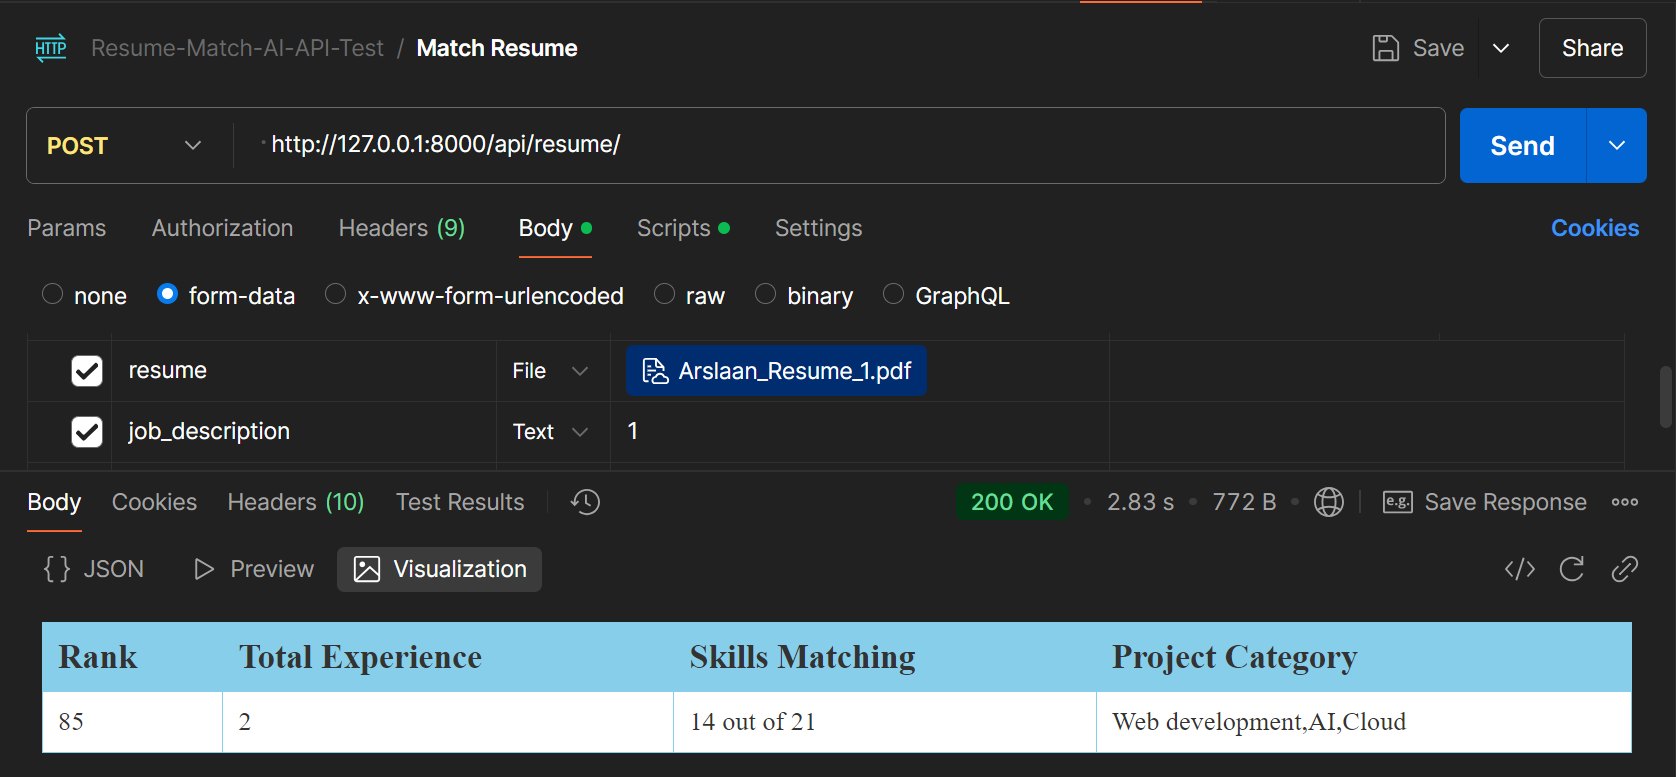 HTTP Resume-Match-AI-API-Test / Match Resume Save Share
POST http://127.0.0.1:8000/api/resume/ Send
Params Authorization Headers (9) Body Scripts Settings Cookies
none form-data x-www-form-urlencoded raw binary GraphQL
resume File Arslaan_Resume_1.pdf
job_description Text 1
Body Cookies Headers (10) Test Results 200 OK • 2.83 s • 772 B • e.g. Save Response
{} JSON Preview Visualization </>
Rank Total Experience Skills Matching Project Category
85 2 14 out of 21 Web development,AI,Cloud